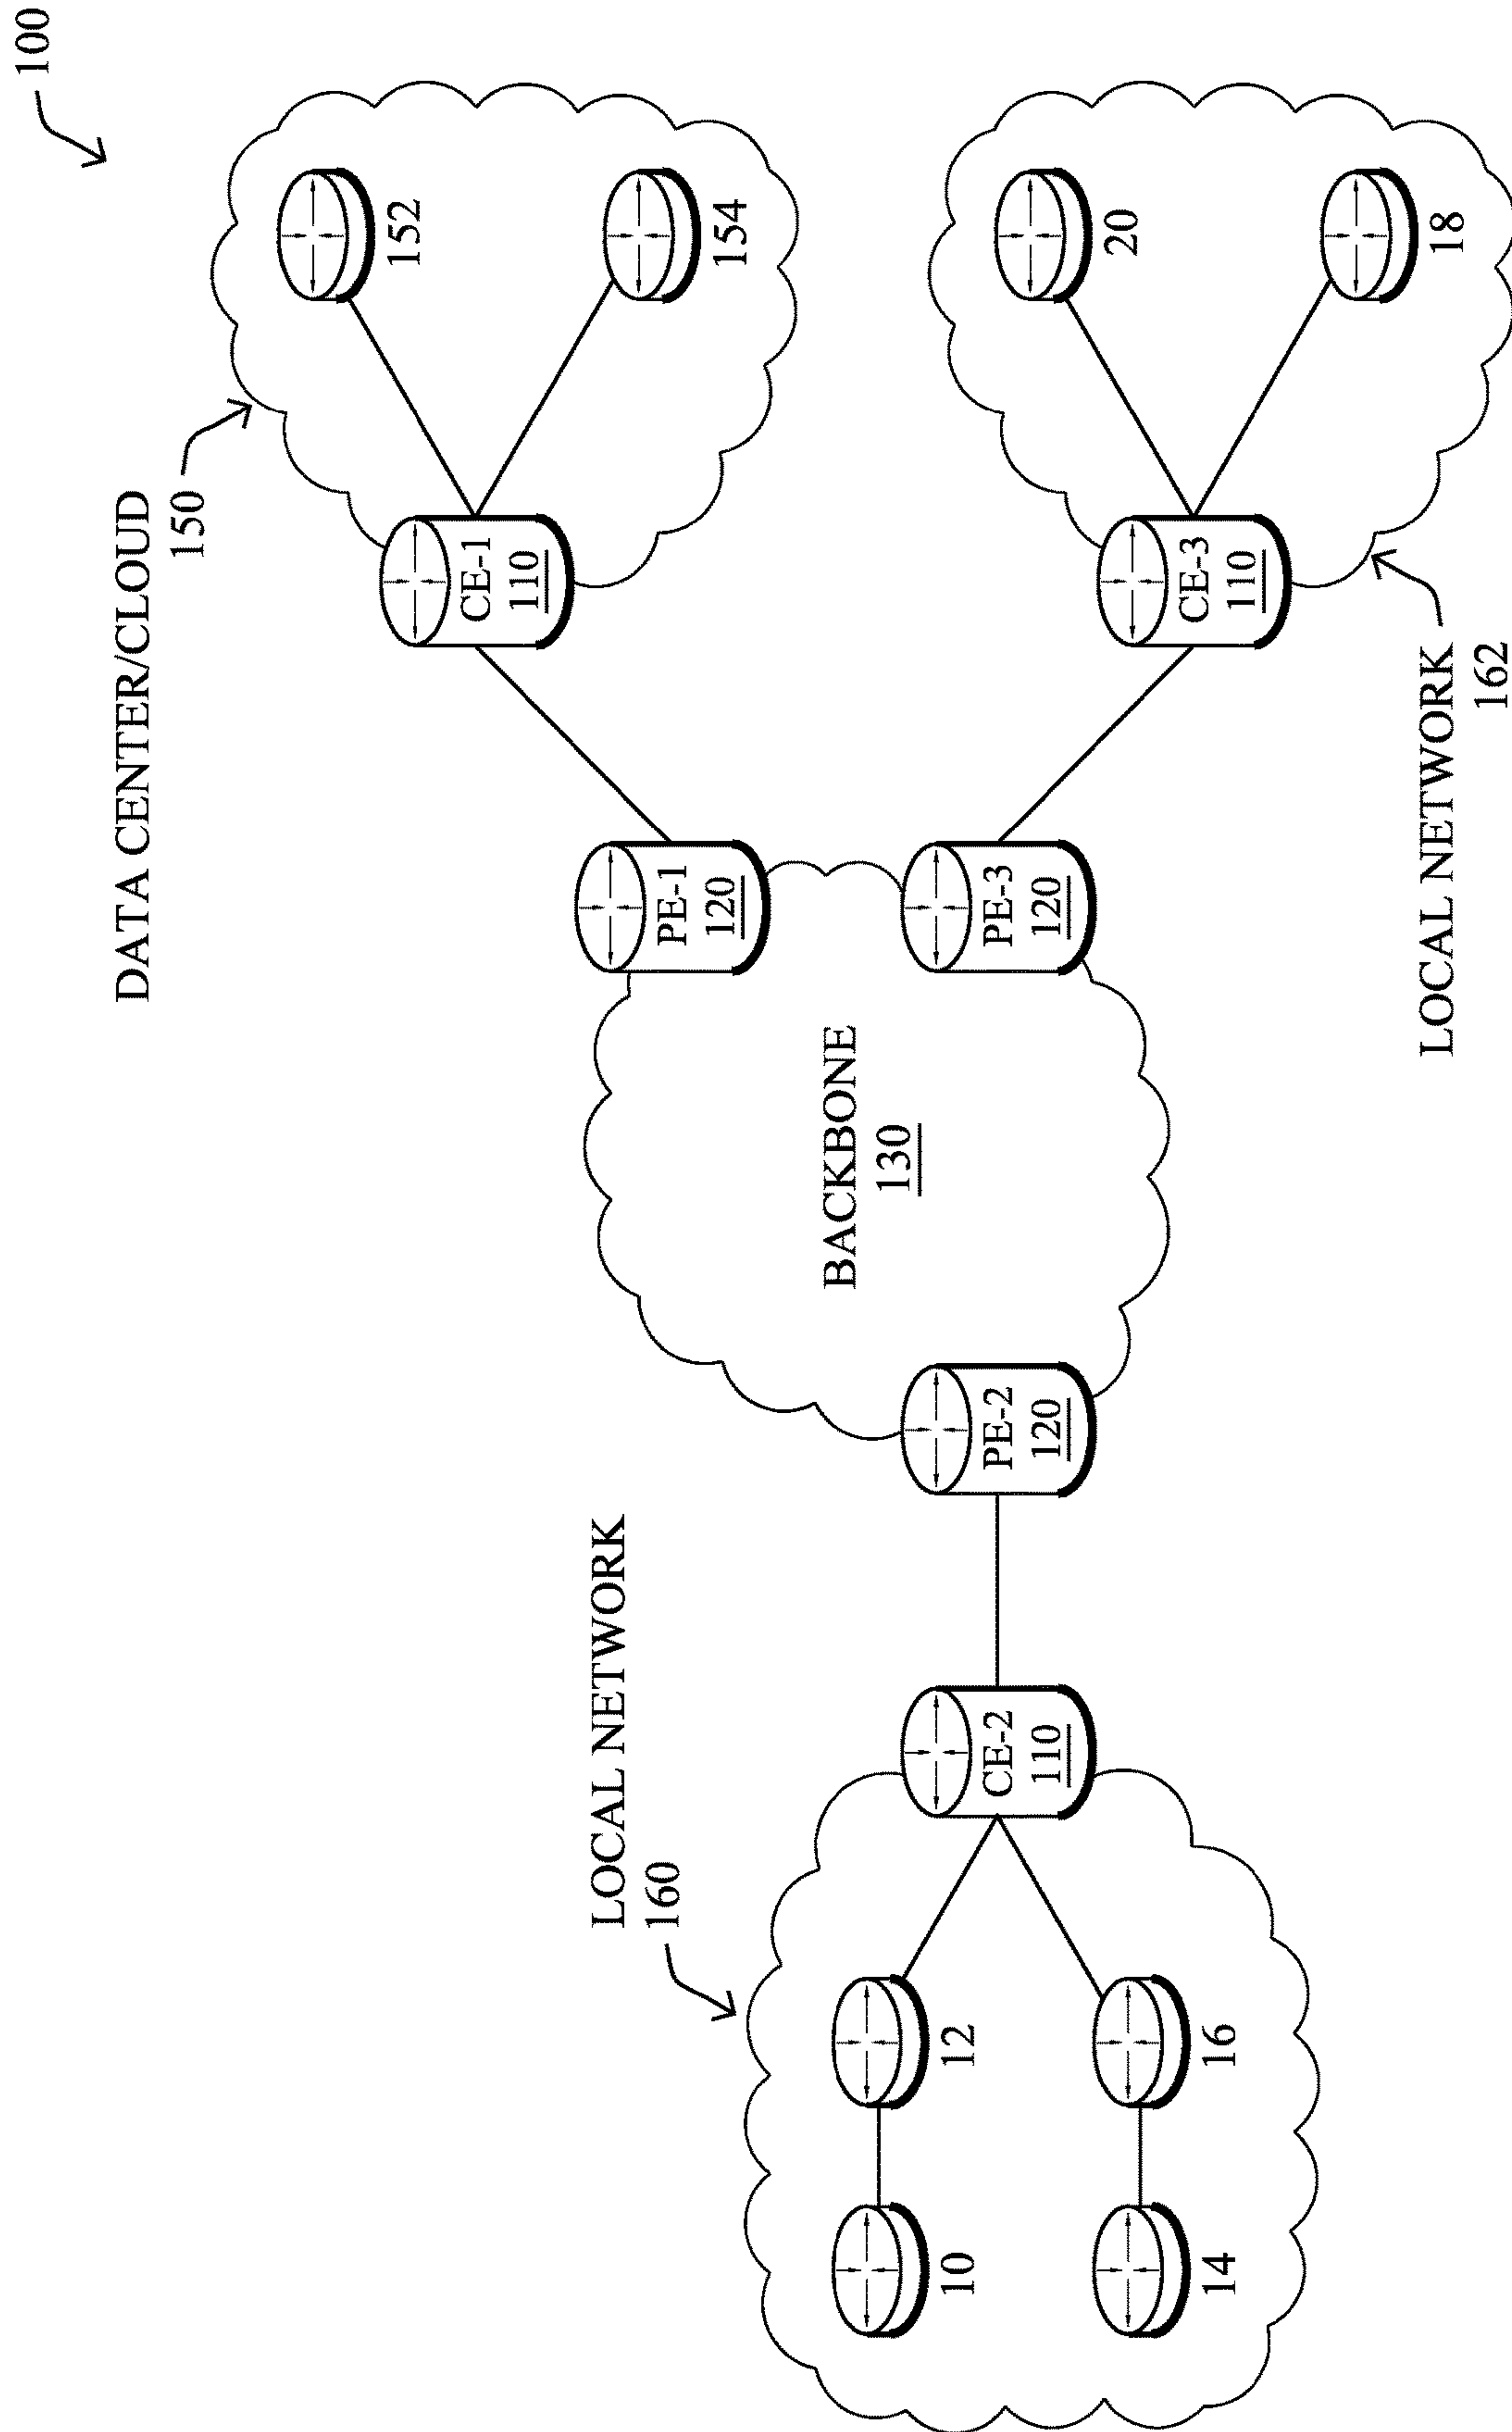 100
DATA CENTER/CLOUD
150
152
CE-1
110
154
PE-1
120
LOCAL NETWORK
160
BACKBONE
130
10
12
CE-2
110
PE-2
120
PE-3
120
14
16
20
CE-3
110
18
LOCAL NETWORK
162